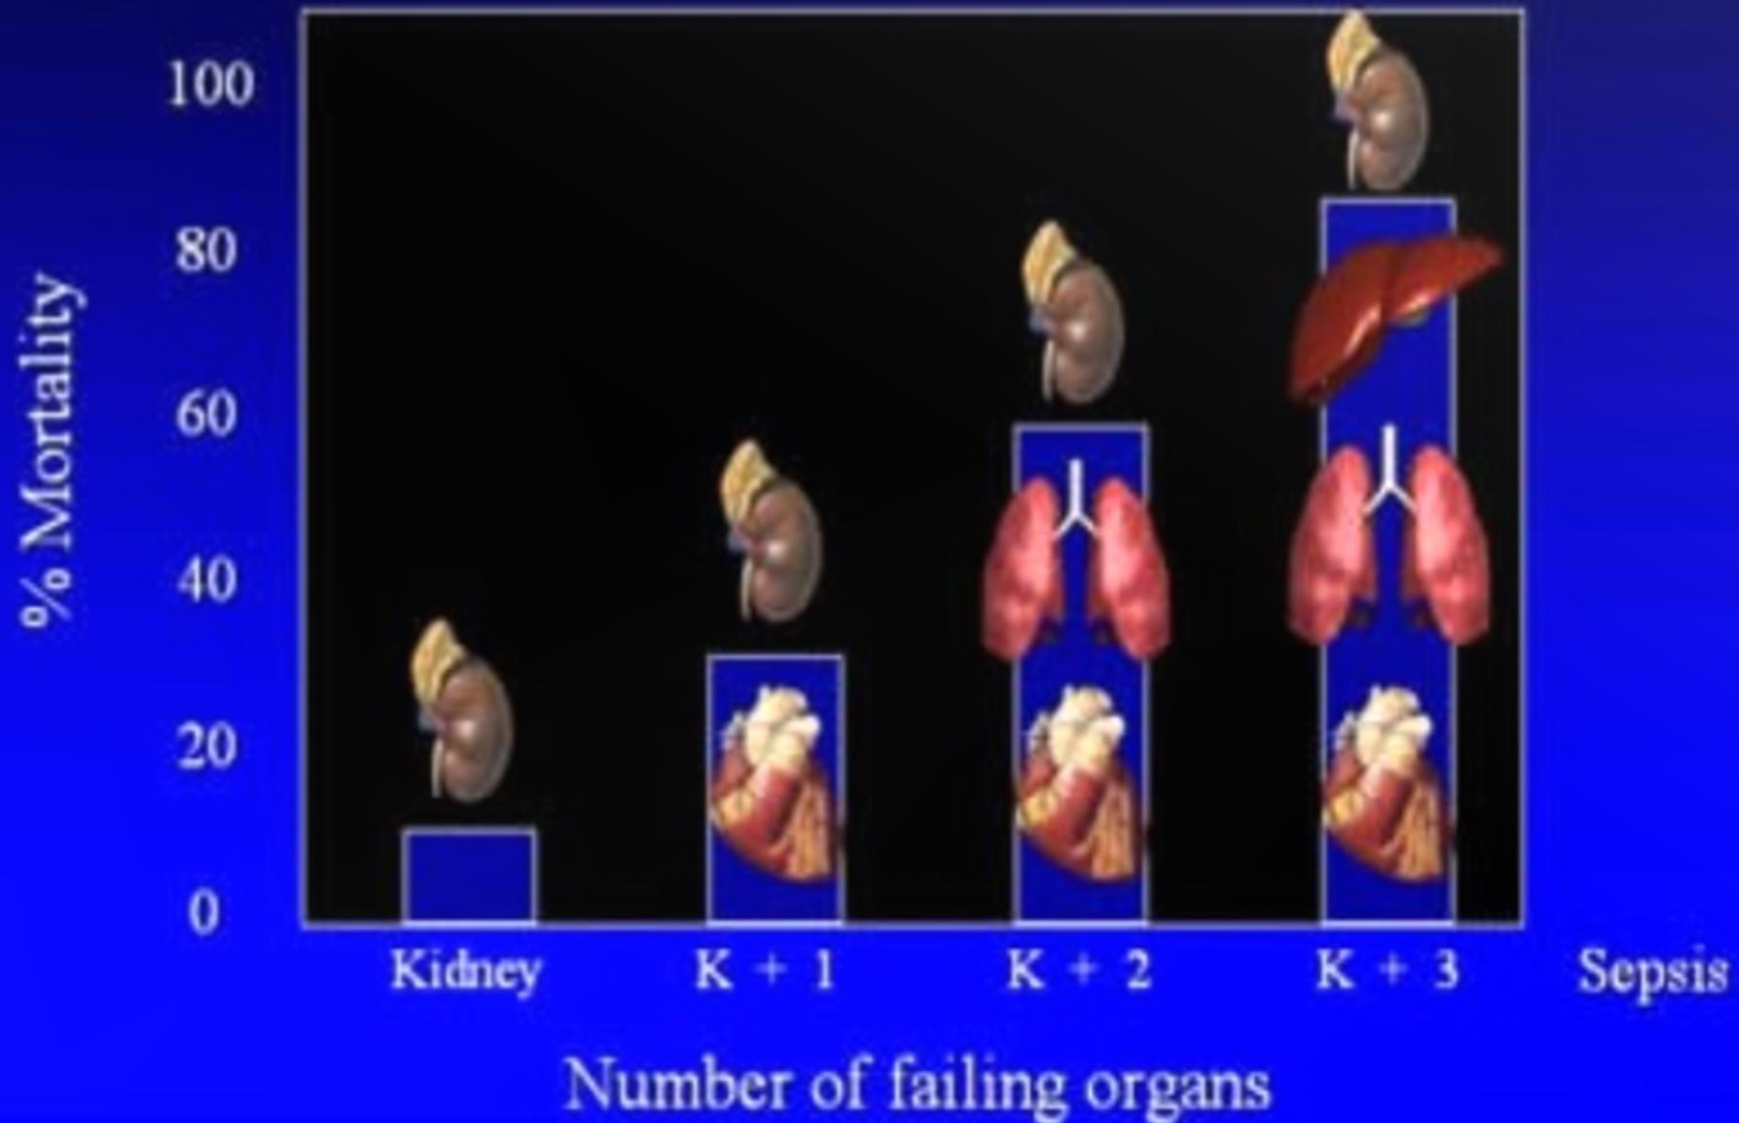 % Mortality
100
80
60
40
20
0
Kidney K + 1 K + 2 K + 3 Sepsis
Number of failing organs